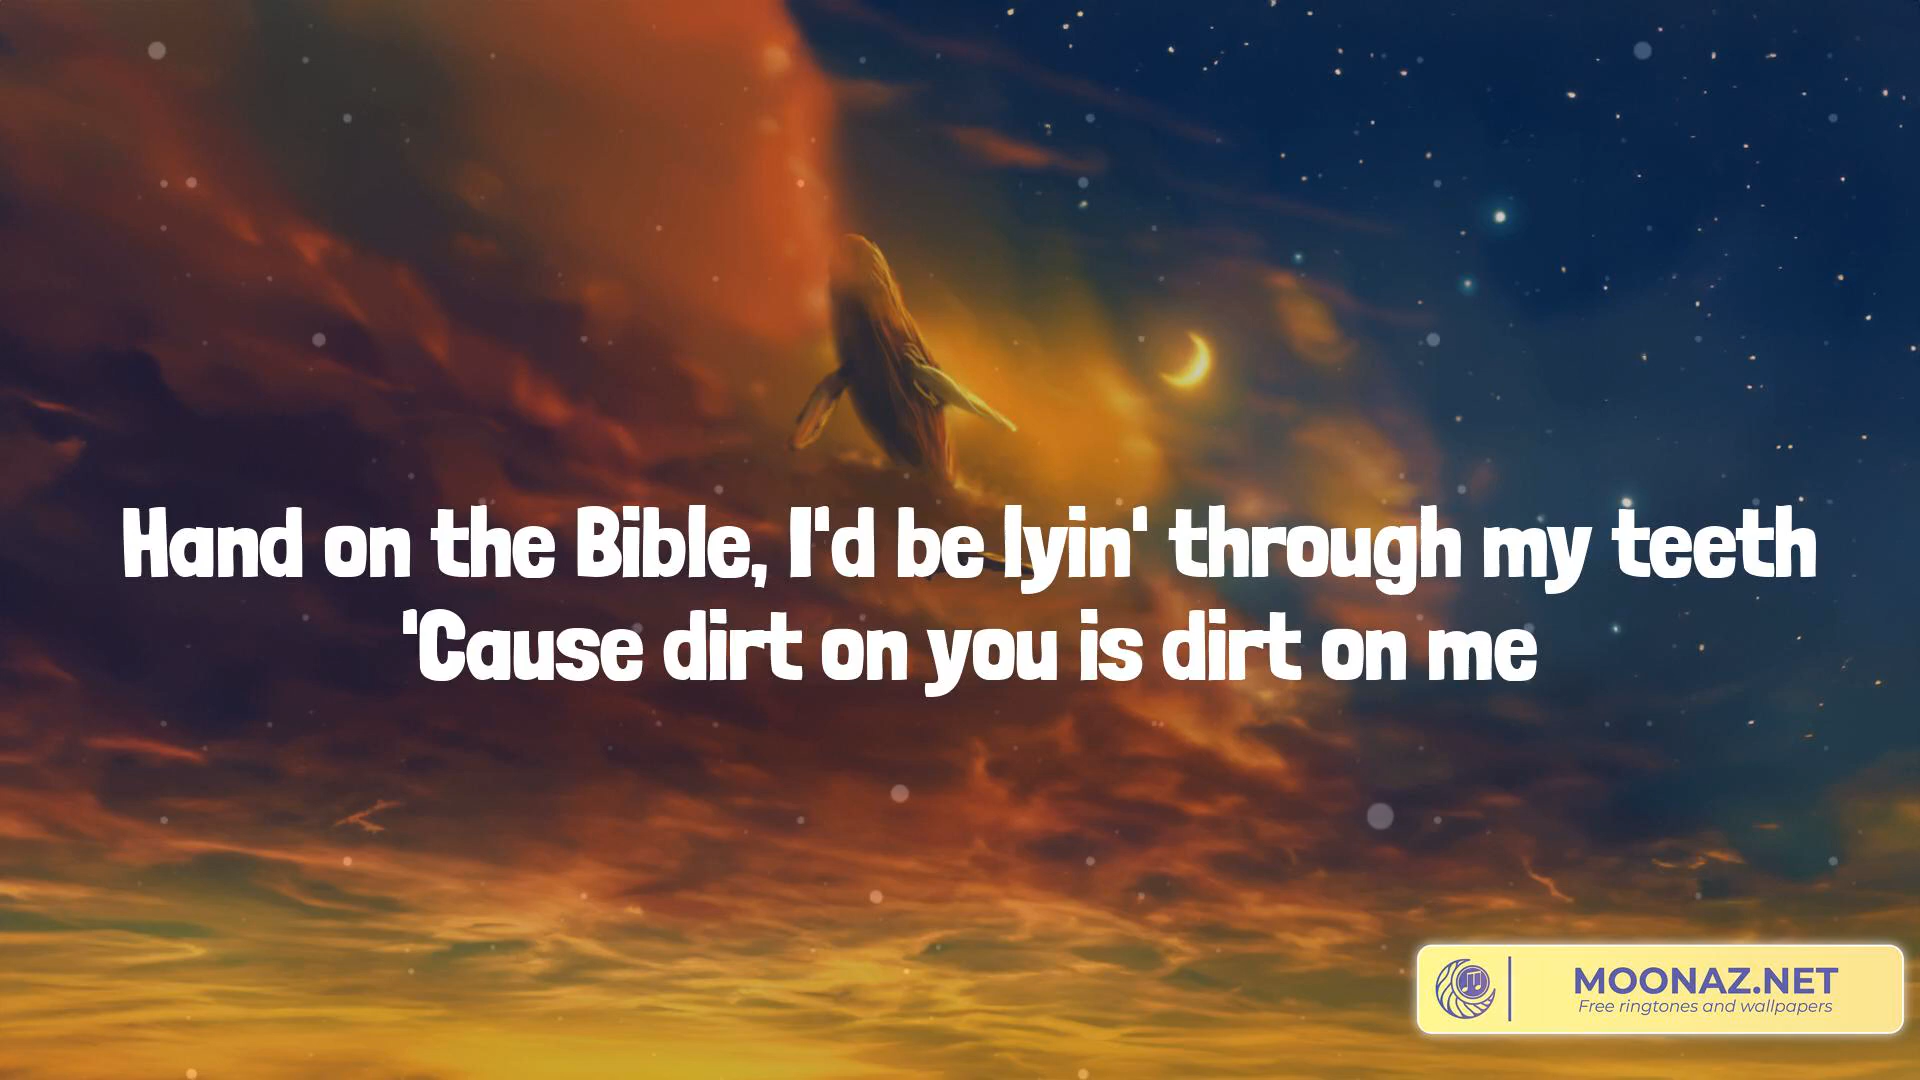 Hand on the Bible, I'd be lyin' through my teeth
'Cause dirt on you is dirt on me
MOONAZ.NET
Free ringtones and wallpapers